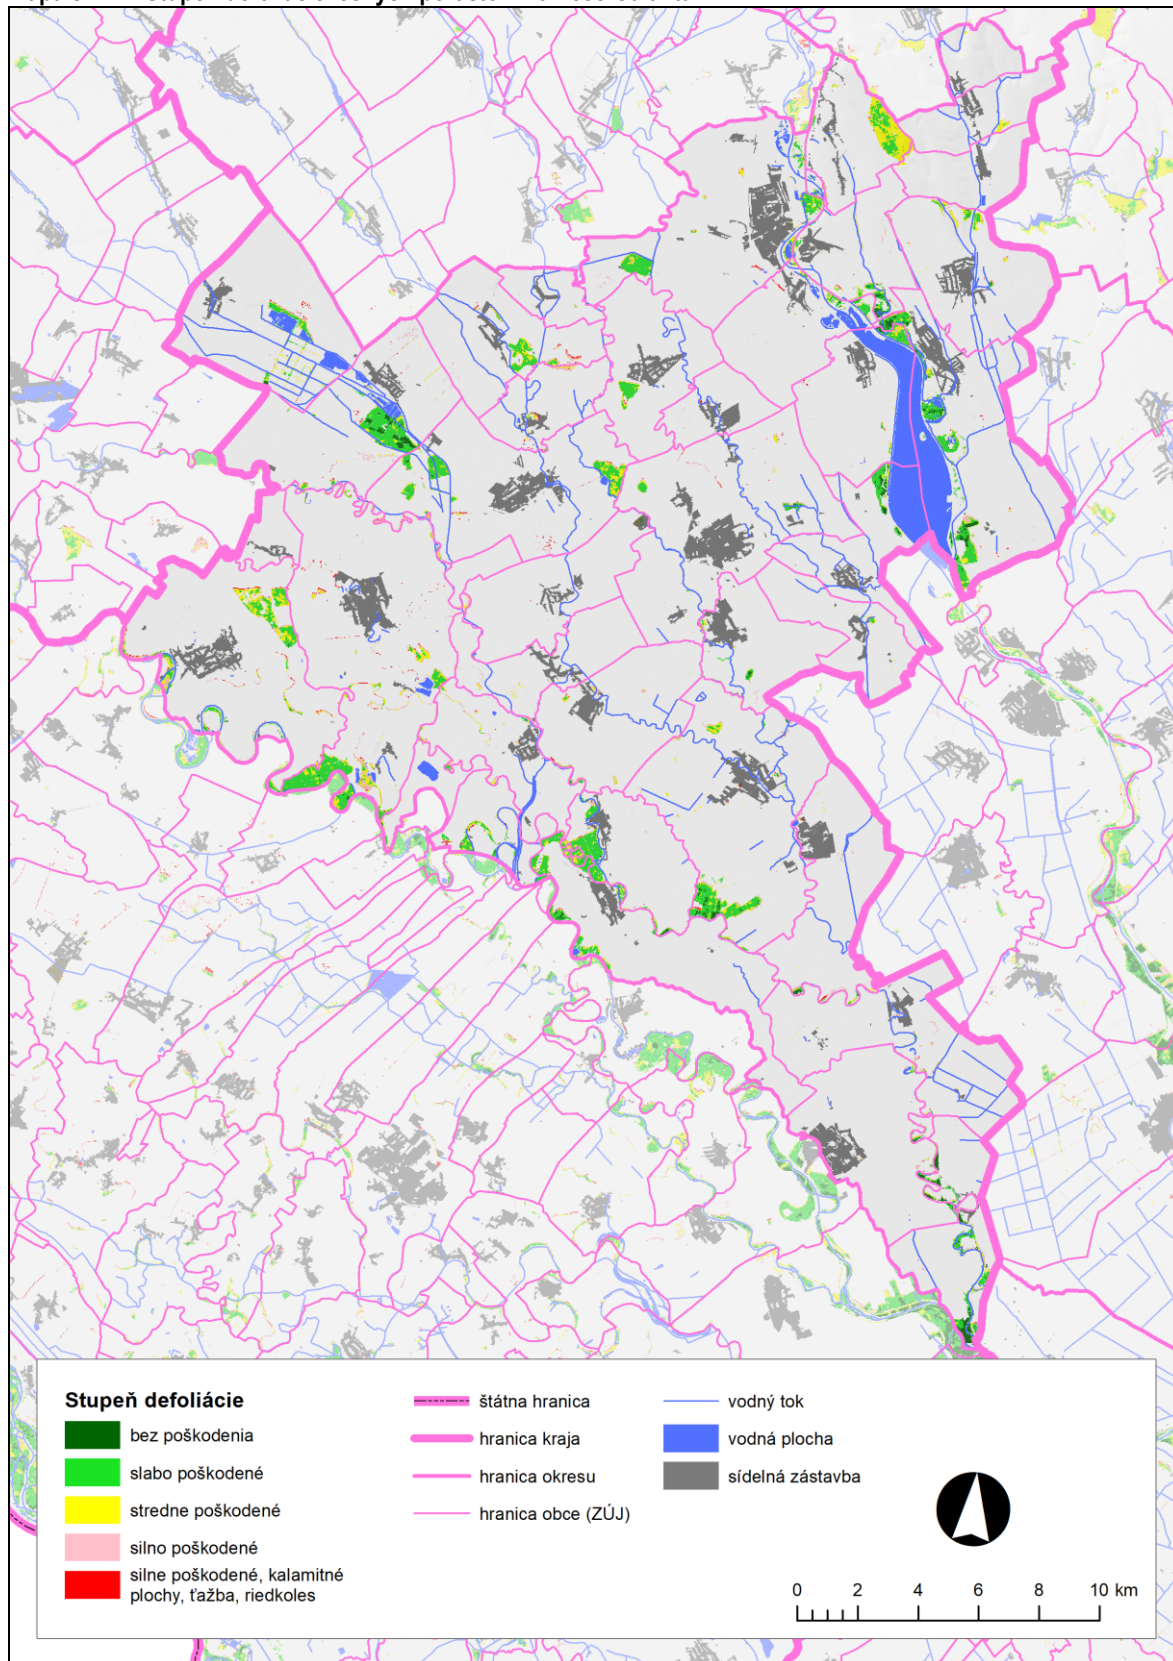 Stupeň defoliácie
bez poškodenia
slabo poškodené
stredne poškodené
silno poškodené
silne poškodené, kalamitné
plochy, ťažba, riedkoles
štátna hranica
hranica kraja
hranica okresu
hranica obce (ZÚJ)
vodný tok
vodná plocha
sídelná zástavba
0 2 4 6 8 10 km